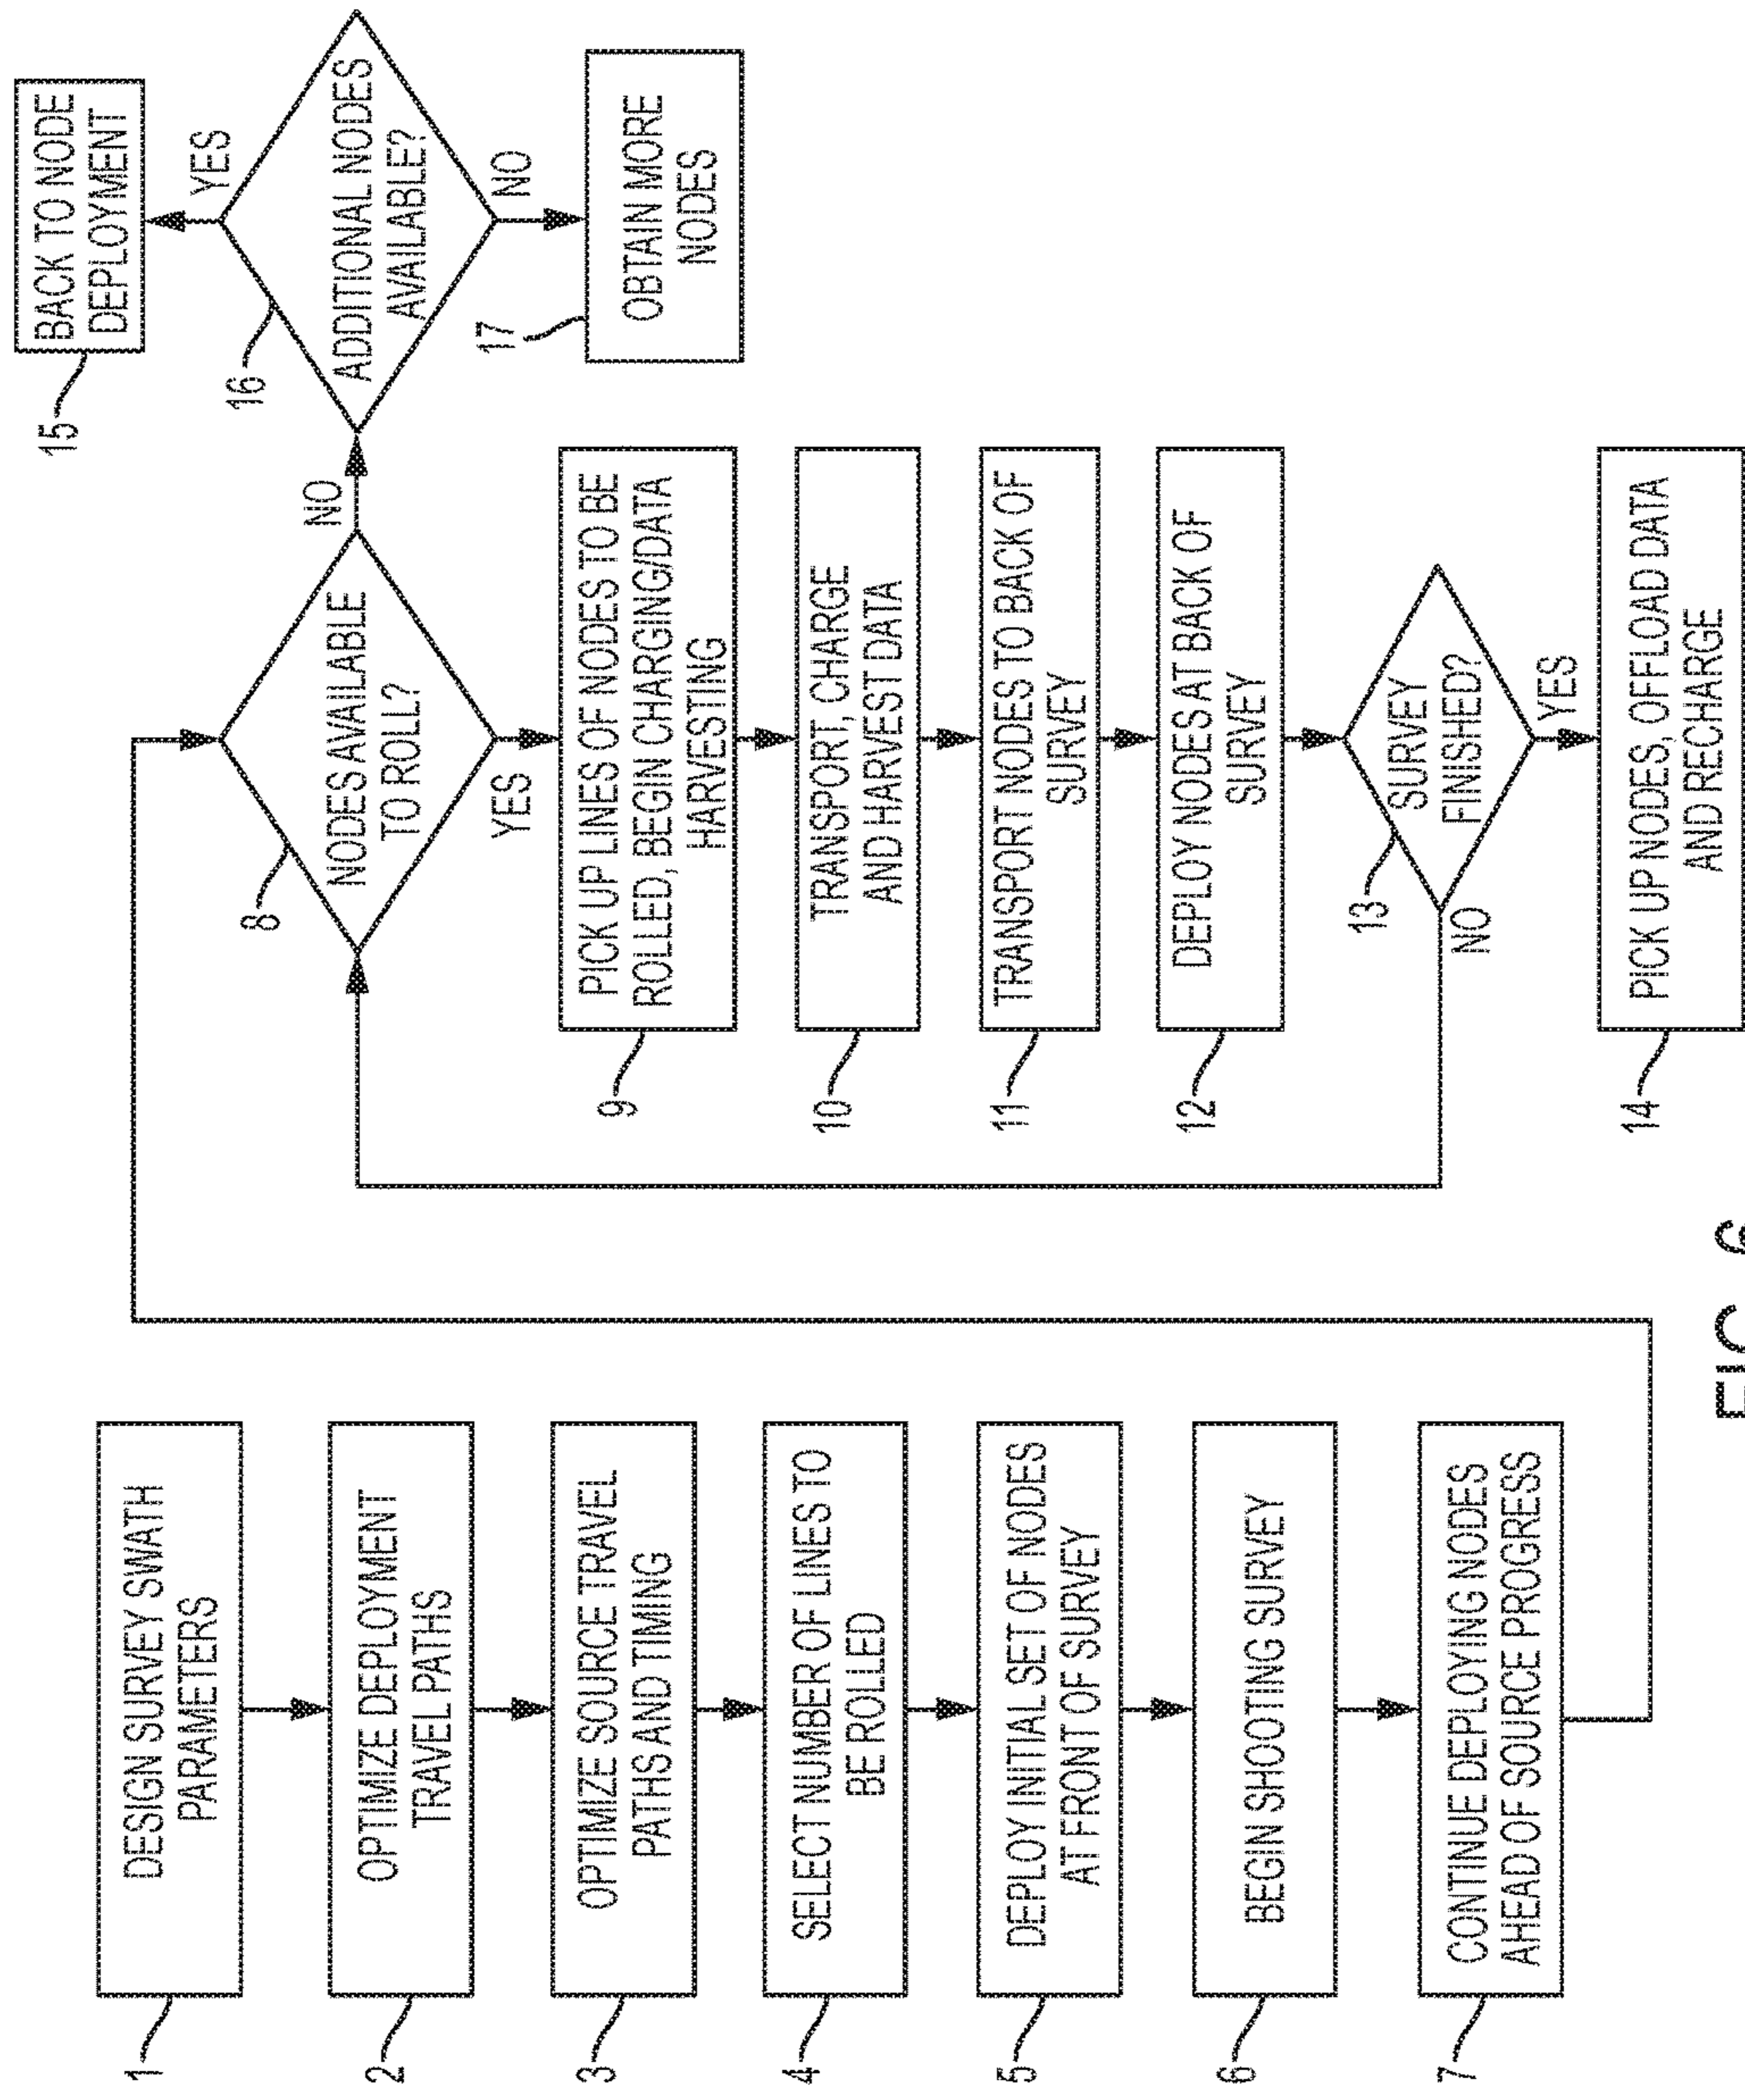 1
DESIGN SURVEY SWATH
PARAMETERS
2
OPTIMIZE DEPLOYMENT
TRAVEL PATHS
3
OPTIMIZE SOURCE TRAVEL
PATHS AND TIMING
4
SELECT NUMBER OF LINES TO
BE ROLLED
5
DEPLOY INITIAL SET OF NODES
AT FRONT OF SURVEY
6
BEGIN SHOOTING SURVEY
7
CONTINUE DEPLOYING NODES
AHEAD OF SOURCE PROGRESS
8
NODES AVAILABLE
TO ROLL?
NO
YES
9
PICK UP LINES OF NODES TO BE
ROLLED, BEGIN CHARGING/DATA
HARVESTING
10
TRANSPORT, CHARGE
AND HARVEST DATA
11
TRANSPORT NODES TO BACK OF
SURVEY
12
DEPLOY NODES AT BACK OF
SURVEY
13
SURVEY
FINISHED?
NO
YES
14
PICK UP NODES, OFFLOAD DATA
AND RECHARGE
15
BACK TO NODE
DEPLOYMENT
YES
16
ADDITIONAL NODES
AVAILABLE?
NO
17
OBTAIN MORE
NODES